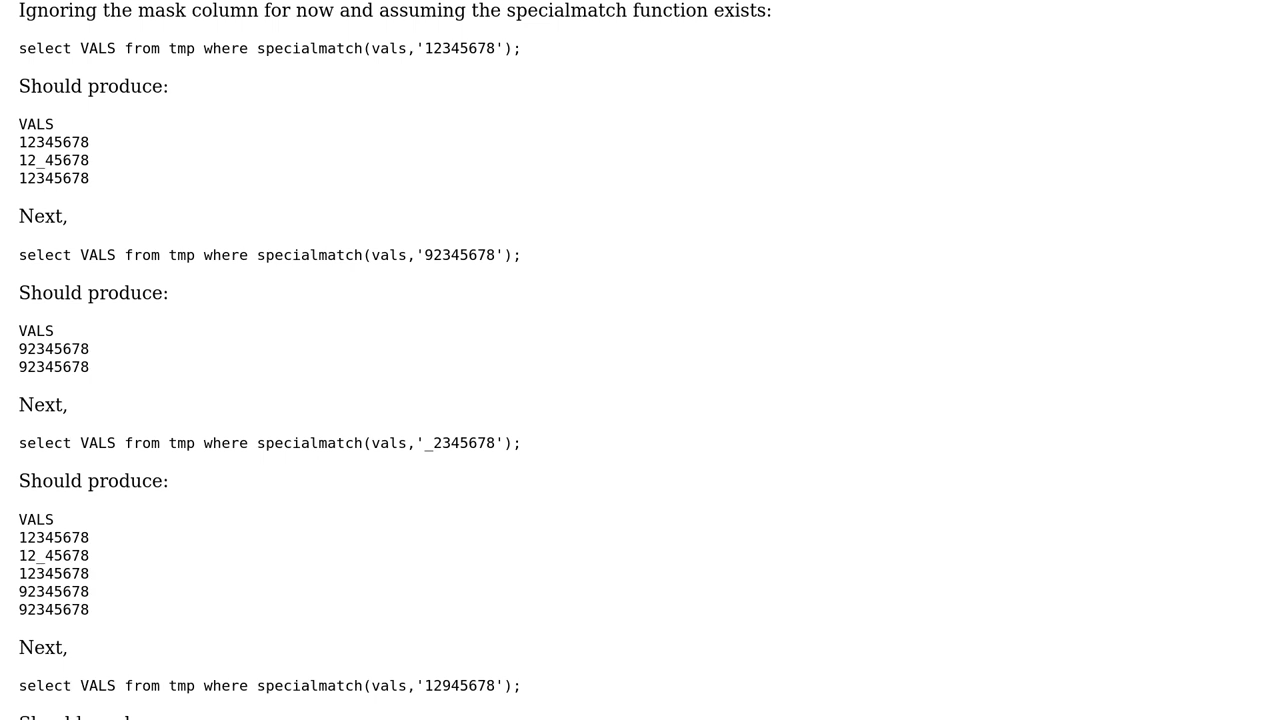 Ignoring the mask column for now and assuming the specialmatch function exists:
select VALS from tmp where specialmatch(vals,'12345678');
Should produce:
VALS
12345678
12_45678
12345678
Next,
select VALS from tmp where specialmatch(vals,'92345678');
Should produce:
VALS
92345678
92345678
Next,
select VALS from tmp where specialmatch(vals,'_2345678');
Should produce:
VALS
12345678
12_45678
12345678
92345678
92345678
Next,
select VALS from tmp where specialmatch(vals,'12945678');